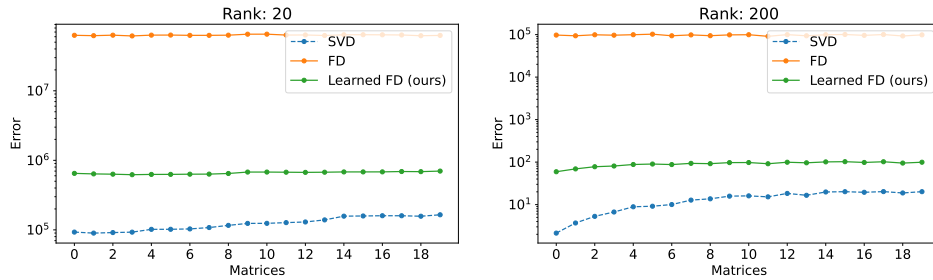 Rank: 20
SVD
FD
Learned FD (ours)
10^7
10^6
10^5
Error
0 2 4 6 8 10 12 14 16 18
Matrices
Rank: 200
SVD
FD
Learned FD (ours)
10^5
10^4
10^3
10^2
10^1
Error
0 2 4 6 8 10 12 14 16 18
Matrices